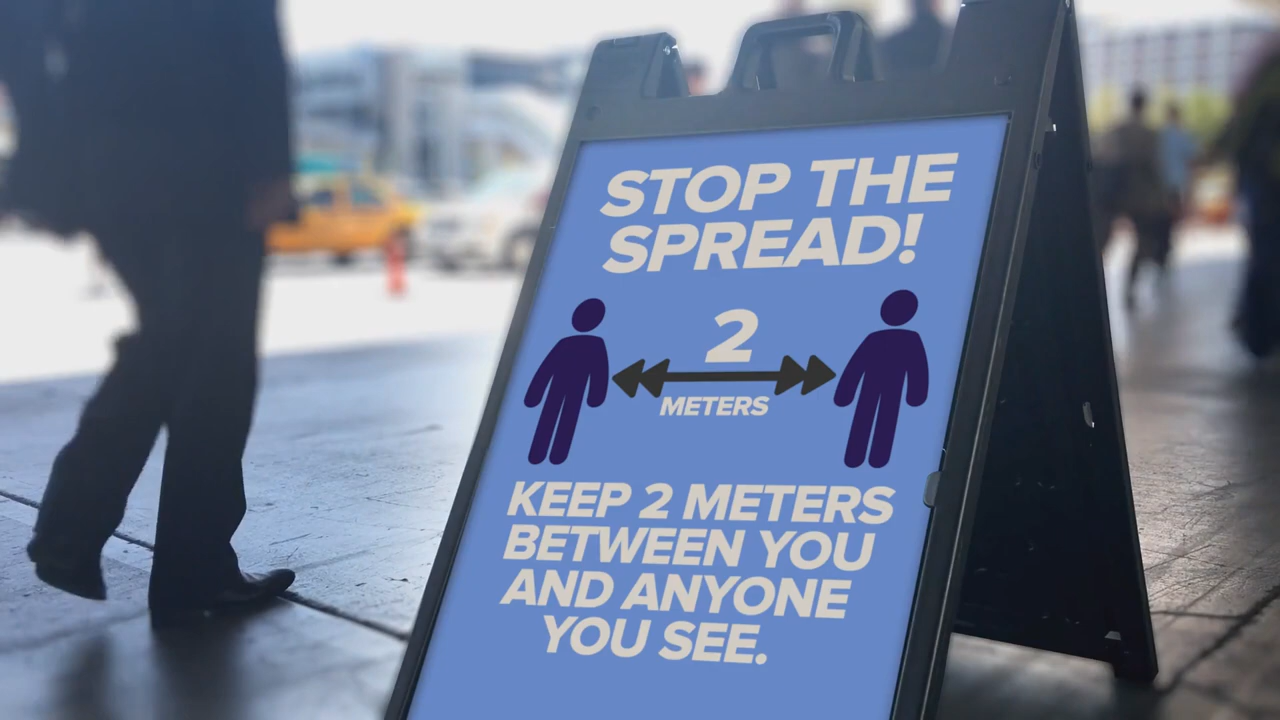 STOP THE
SPREAD!
2
METERS
KEEP 2 METERS
BETWEEN YOU
AND ANYONE
YOU SEE.